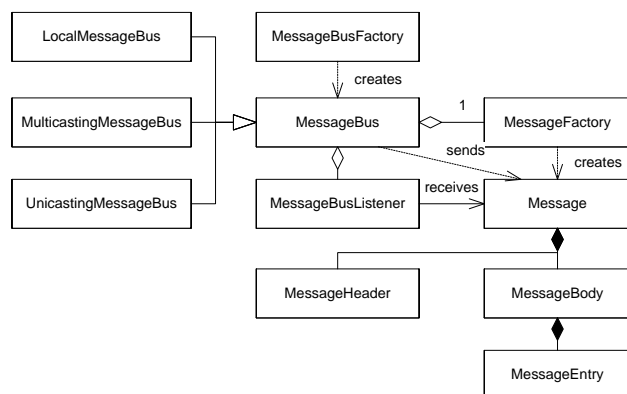 LocalMessageBus
MessageBusFactory
creates
MulticastingMessageBus
MessageBus
1
MessageFactory
sends
creates
UnicastingMessageBus
MessageBusListener
receives
Message
MessageHeader
MessageBody
MessageEntry